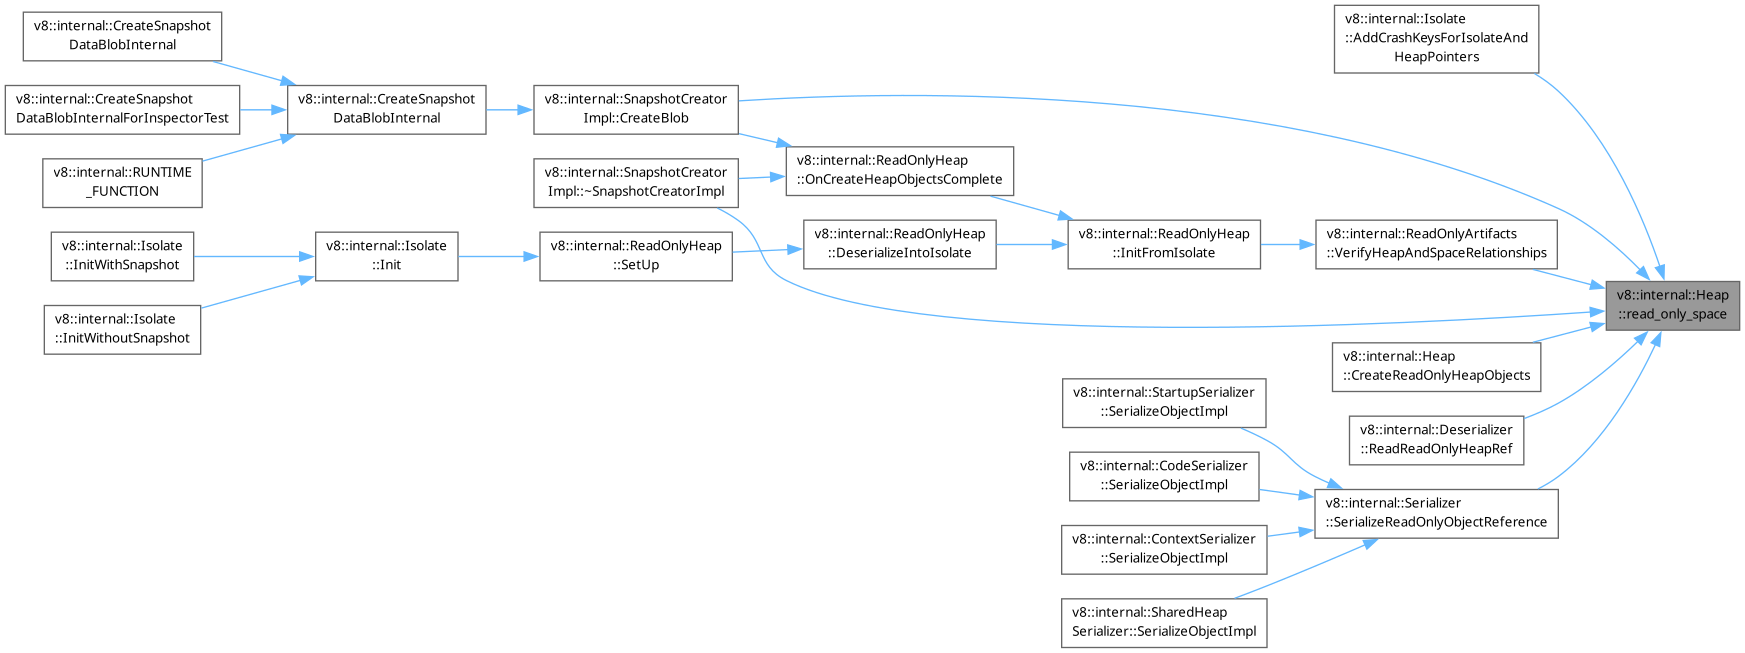 v8::internal::CreateSnapshot
DataBlobInternal
v8::internal::CreateSnapshot
DataBlobInternalForInspectorTest
v8::internal::RUNTIME
_FUNCTION
v8::internal::Isolate
::InitWithSnapshot
v8::internal::Isolate
::InitWithoutSnapshot
v8::internal::CreateSnapshot
DataBlobInternal
v8::internal::Isolate
::Init
v8::internal::SnapshotCreator
Impl::CreateBlob
v8::internal::SnapshotCreator
Impl::~SnapshotCreatorImpl
v8::internal::ReadOnlyHeap
::SetUp
v8::internal::ReadOnlyHeap
::OnCreateHeapObjectsComplete
v8::internal::ReadOnlyHeap
::DeserializeIntoIsolate
v8::internal::ReadOnlyHeap
::InitFromIsolate
v8::internal::StartupSerializer
::SerializeObjectImpl
v8::internal::CodeSerializer
::SerializeObjectImpl
v8::internal::ContextSerializer
::SerializeObjectImpl
v8::internal::SharedHeap
Serializer::SerializeObjectImpl
v8::internal::Isolate
::AddCrashKeysForIsolateAnd
HeapPointers
v8::internal::ReadOnlyArtifacts
::VerifyHeapAndSpaceRelationships
v8::internal::Heap
::CreateReadOnlyHeapObjects
v8::internal::Deserializer
::ReadReadOnlyHeapRef
v8::internal::Serializer
::SerializeReadOnlyObjectReference
v8::internal::Heap
::read_only_space